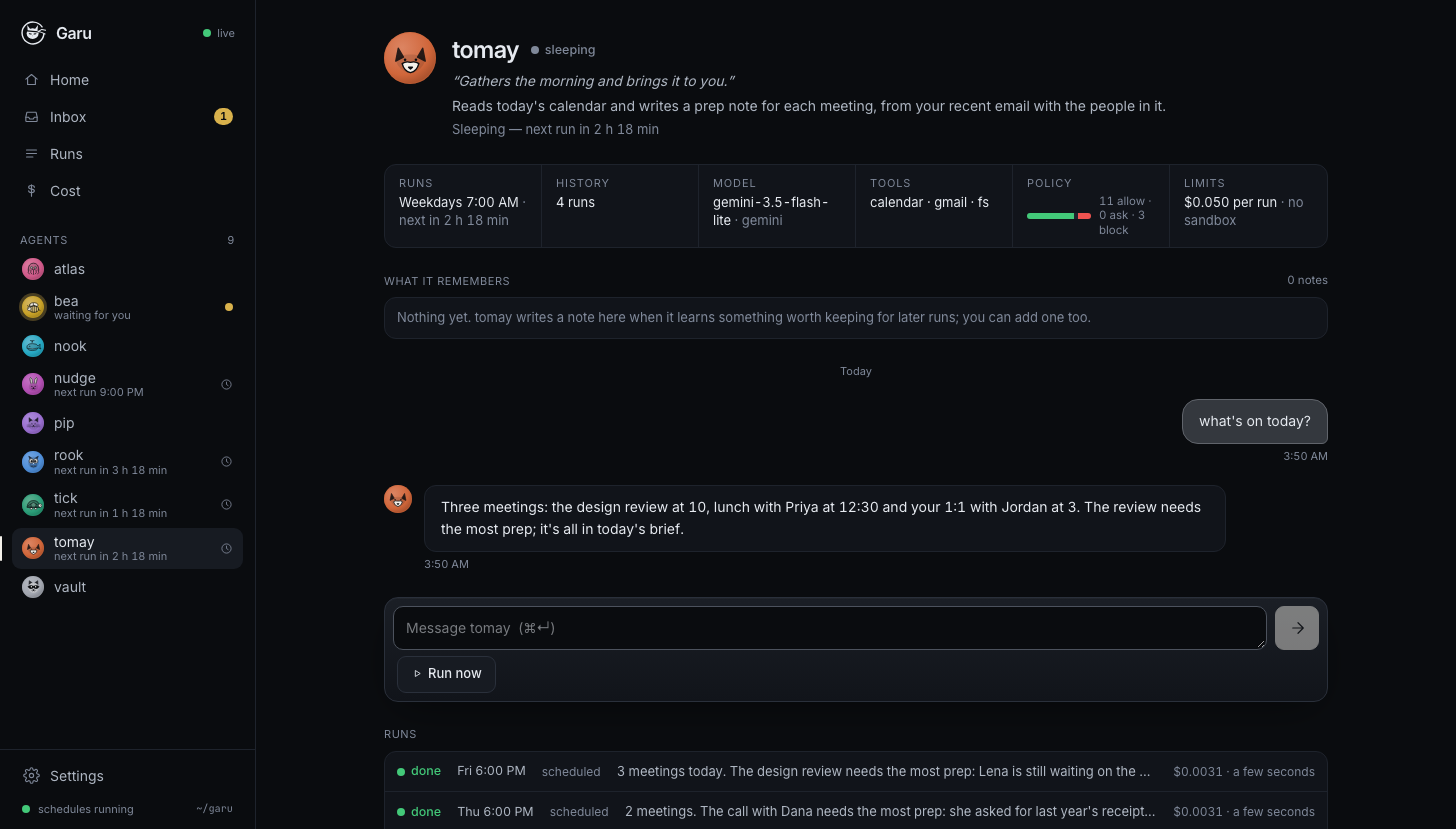 Garu
live
Home
Inbox
1
Runs
Cost
AGENTS
9
atlas
bea
waiting for you
nook
nudge
next run 9:00 PM
pip
rook
next run in 3 h 18 min
tick
next run in 1 h 18 min
tomay
next run in 2 h 18 min
vault
Settings
schedules running
~/garu
tomay
sleeping
“Gathers the morning and brings it to you.”
Reads today's calendar and writes a prep note for each meeting, from your recent email with the people in it.
Sleeping — next run in 2 h 18 min
RUNS
Weekdays 7:00 AM ·
next in 2 h 18 min
HISTORY
4 runs
MODEL
gemini-3.5-flash-
lite · gemini
TOOLS
calendar · gmail · fs
POLICY
11 allow ·
0 ask · 3
block
LIMITS
$0.050 per run · no
sandbox
WHAT IT REMEMBERS
0 notes
Nothing yet. tomay writes a note here when it learns something worth keeping for later runs; you can add one too.
Today
what's on today?
3:50 AM
Three meetings: the design review at 10, lunch with Priya at 12:30 and your 1:1 with Jordan at 3. The review needs
the most prep; it's all in today's brief.
3:50 AM
Message tomay (⌘↵)
Run now
RUNS
done Fri 6:00 PM scheduled 3 meetings today. The design review needs the most prep: Lena is still waiting on the ... $0.0031 · a few seconds
done Thu 6:00 PM scheduled 2 meetings. The call with Dana needs the most prep: she asked for last year's receipt... $0.0031 · a few seconds